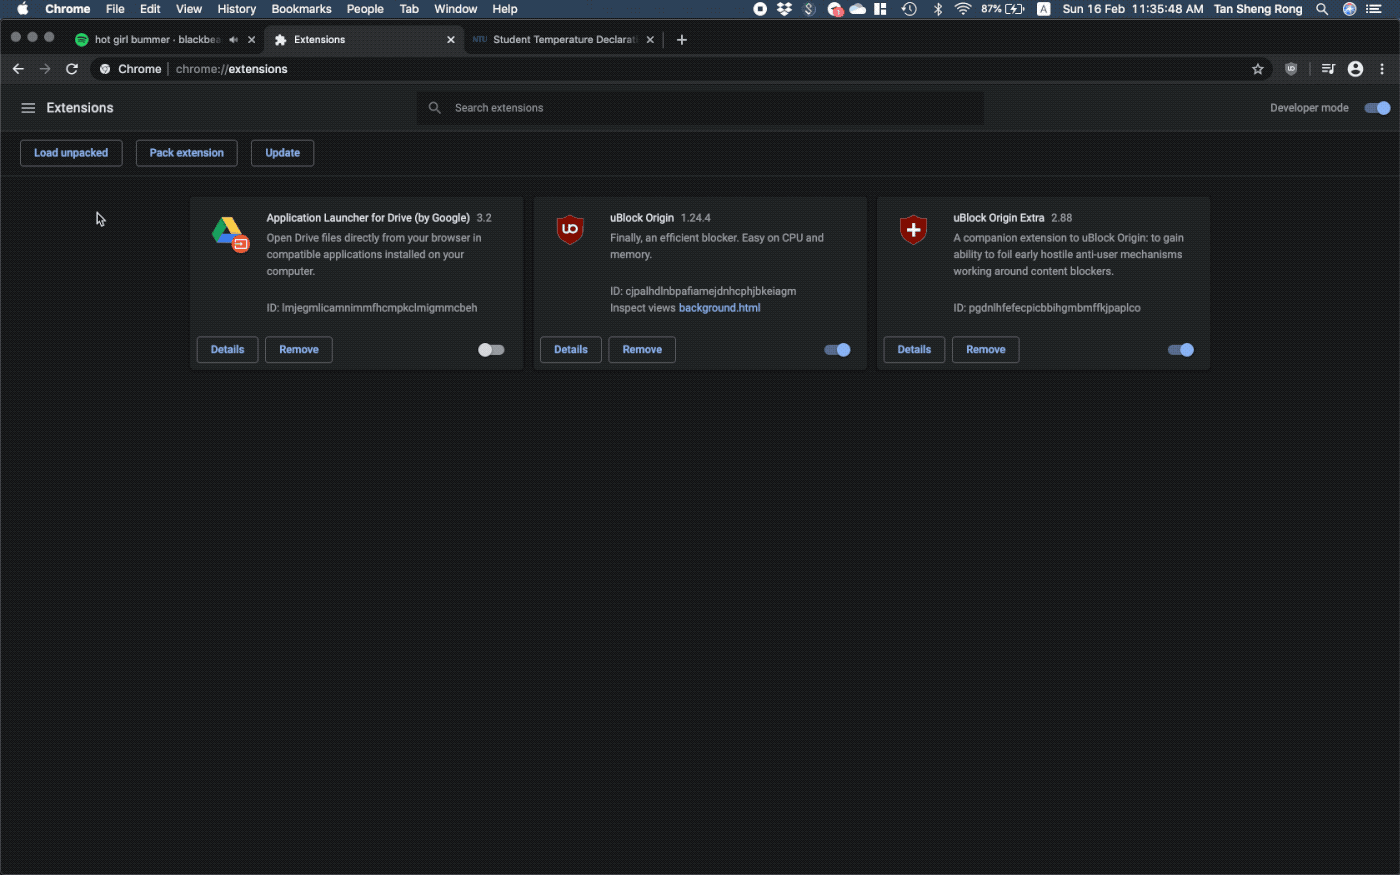 Chrome File Edit View History Bookmarks People Tab Window Help 87% A Sun 16 Feb 11:35:48 AM Tan Sheng Rong
hot girl bummer · blackbea
Extensions
NTU Student Temperature Declarati
Chrome | chrome://extensions
Extensions
Search extensions
Developer mode
Load unpacked
Pack extension
Update
Application Launcher for Drive (by Google) 3.2
Open Drive files directly from your browser in
compatible applications installed on your
computer.
ID: lmjegmlicamnimmfhcmpkclmigmmcbeh
Details
Remove
uBlock Origin 1.24.4
Finally, an efficient blocker. Easy on CPU and
memory.
ID: cjpalhdlnbpafiamejdnhcphjbkeiagm
Inspect views background.html
Details
Remove
uBlock Origin Extra 2.88
A companion extension to uBlock Origin: to gain
ability to foil early hostile anti-user mechanisms
working around content blockers.
ID: pgdnlhfefecpicbbihgmbmffkjpaplco
Details
Remove